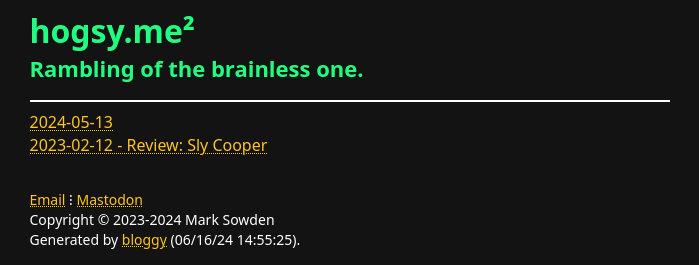 hogsy.me²
Rambling of the brainless one.
2024-05-13
2023-02-12 - Review: Sly Cooper
Email ⁝ Mastodon
Copyright © 2023-2024 Mark Sowden
Generated by bloggy (06/16/24 14:55:25).